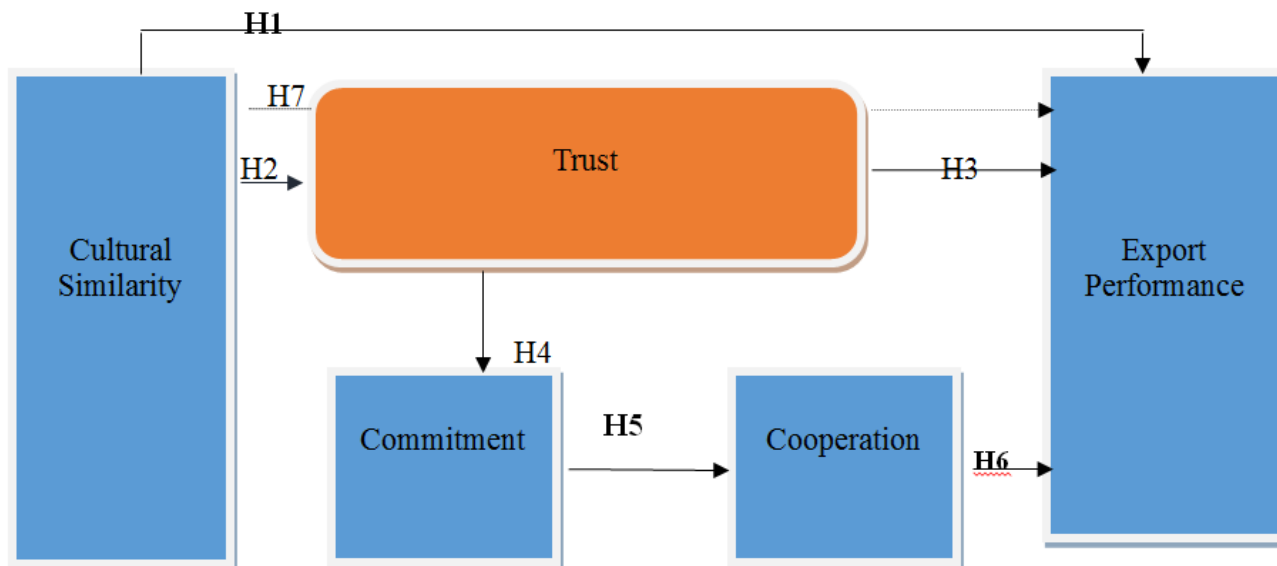 H1
H7
Trust
H2
H3
Cultural
Similarity
Export
Performance
H4
Commitment
H5
Cooperation
H6